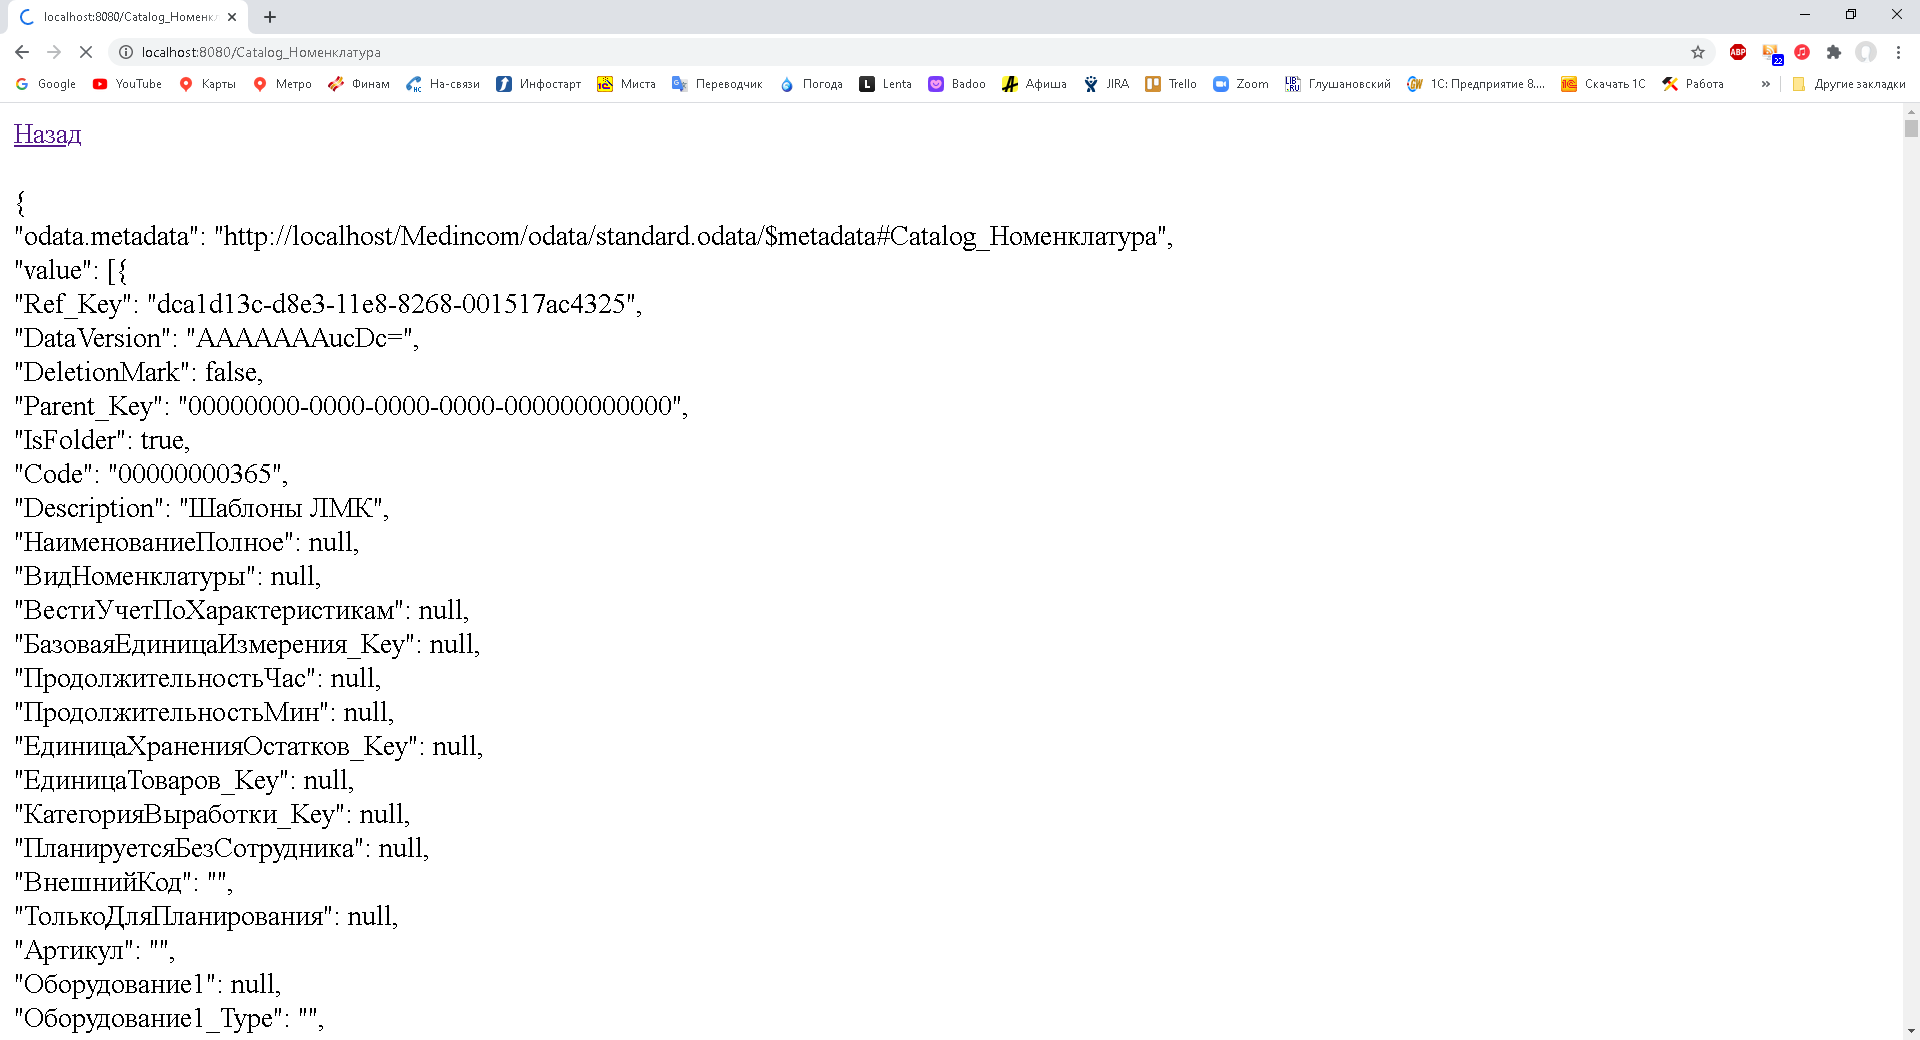 localhost:8080/Catalog_Номенкл
localhost:8080/Catalog_Номенклатура
ABP
22
Google YouTube Карты Метро Финам На-связи Инфостарт Миста Переводчик Погода Lenta Badoo Афиша JIRA Trello Zoom Глушановский 1С: Предприятие 8.... Скачать 1С Работа » Другие закладки
Назад
{
"odata.metadata": "http://localhost/Medincom/odata/standard.odata/$metadata#Catalog_Номенклатура",
"value": [{
"Ref_Key": "dca1d13c-d8e3-11e8-8268-001517ac4325",
"DataVersion": "AAAAAAAucDc=",
"DeletionMark": false,
"Parent_Key": "00000000-0000-0000-0000-000000000000",
"IsFolder": true,
"Code": "00000000365",
"Description": "Шаблоны ЛМК",
"НаименованиеПолное": null,
"ВидНоменклатуры": null,
"ВестиУчетПоХарактеристикам": null,
"БазоваяЕдиницаИзмерения_Key": null,
"ПродолжительностьЧас": null,
"ПродолжительностьМин": null,
"ЕдиницаХраненияОстатков_Key": null,
"ЕдиницаТоваров_Key": null,
"КатегорияВыработки_Key": null,
"ПланируетсяБезСотрудника": null,
"ВнешнийКод": "",
"ТолькоДляПланирования": null,
"Артикул": "",
"Оборудование1": null,
"Оборудование1_Type": "",